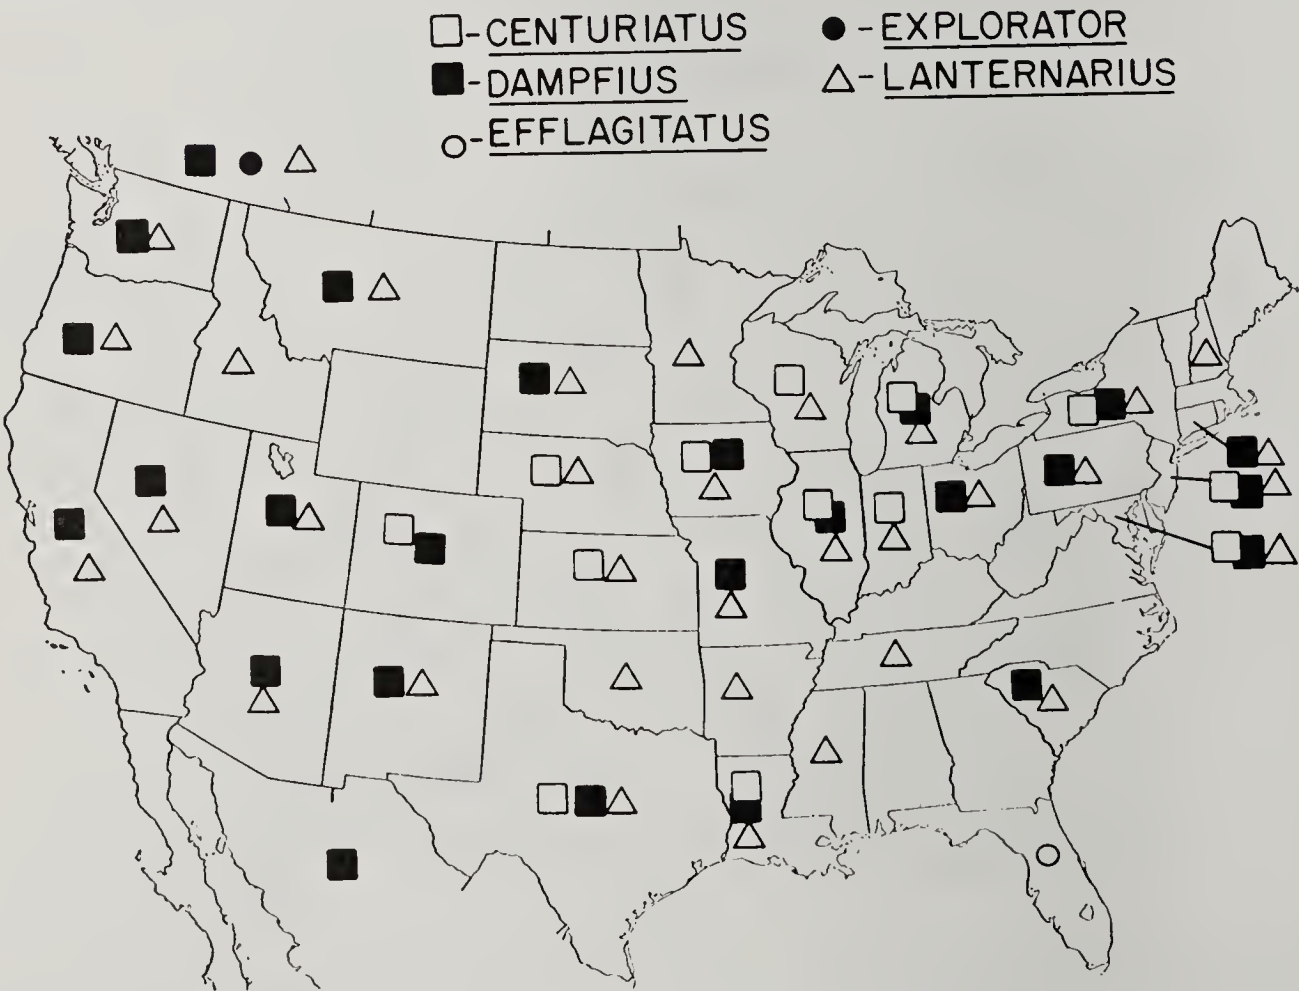 □-CENTURIATUS
■-DAMPFIUS
○-EFFLAGITATUS
●-EXPLORATOR
△-LANTERNARIUS